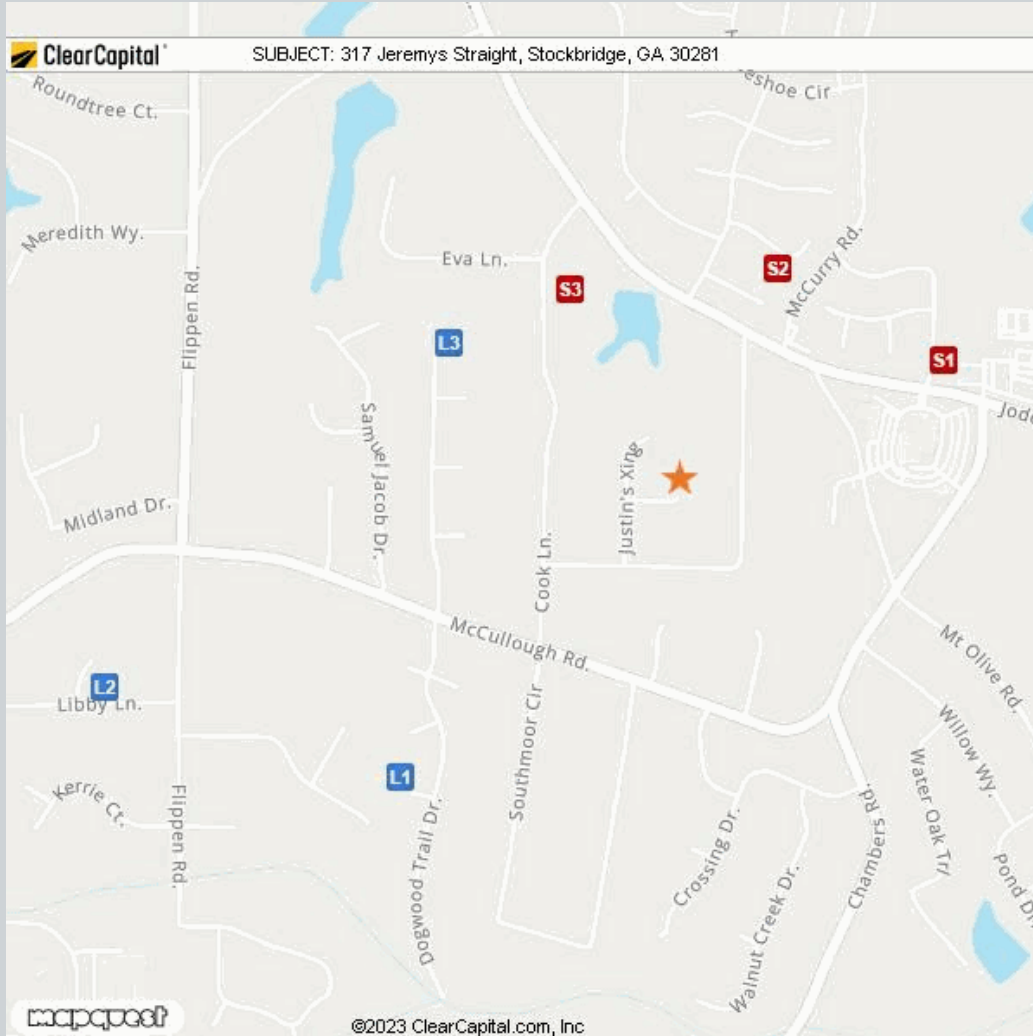 ClearCapital SUBJECT: 317 Jeremys Straight, Stockbridge, GA 30281
Roundtree Ct.
eshoe Cir
Meredith Wy.
Eva Ln.
McCurry Rd.
S2
S3
Flippen Rd.
L3
S1
Jodd
Samuel Jacob Dr.
Justin's Xing
Midland Dr.
Cook Ln.
McCullough Rd.
Mt Olive Rd.
L2
Libby Ln.
Southmoor Cir
Willow Wy.
L1
Water Oak Trl
Kerrie Ct.
Flippen Rd.
Dogwood Trail Dr.
Crossing Dr.
Walnut Creek Dr.
Chambers Rd.
Pond Dr
mapquest
©2023 ClearCapital.com, Inc